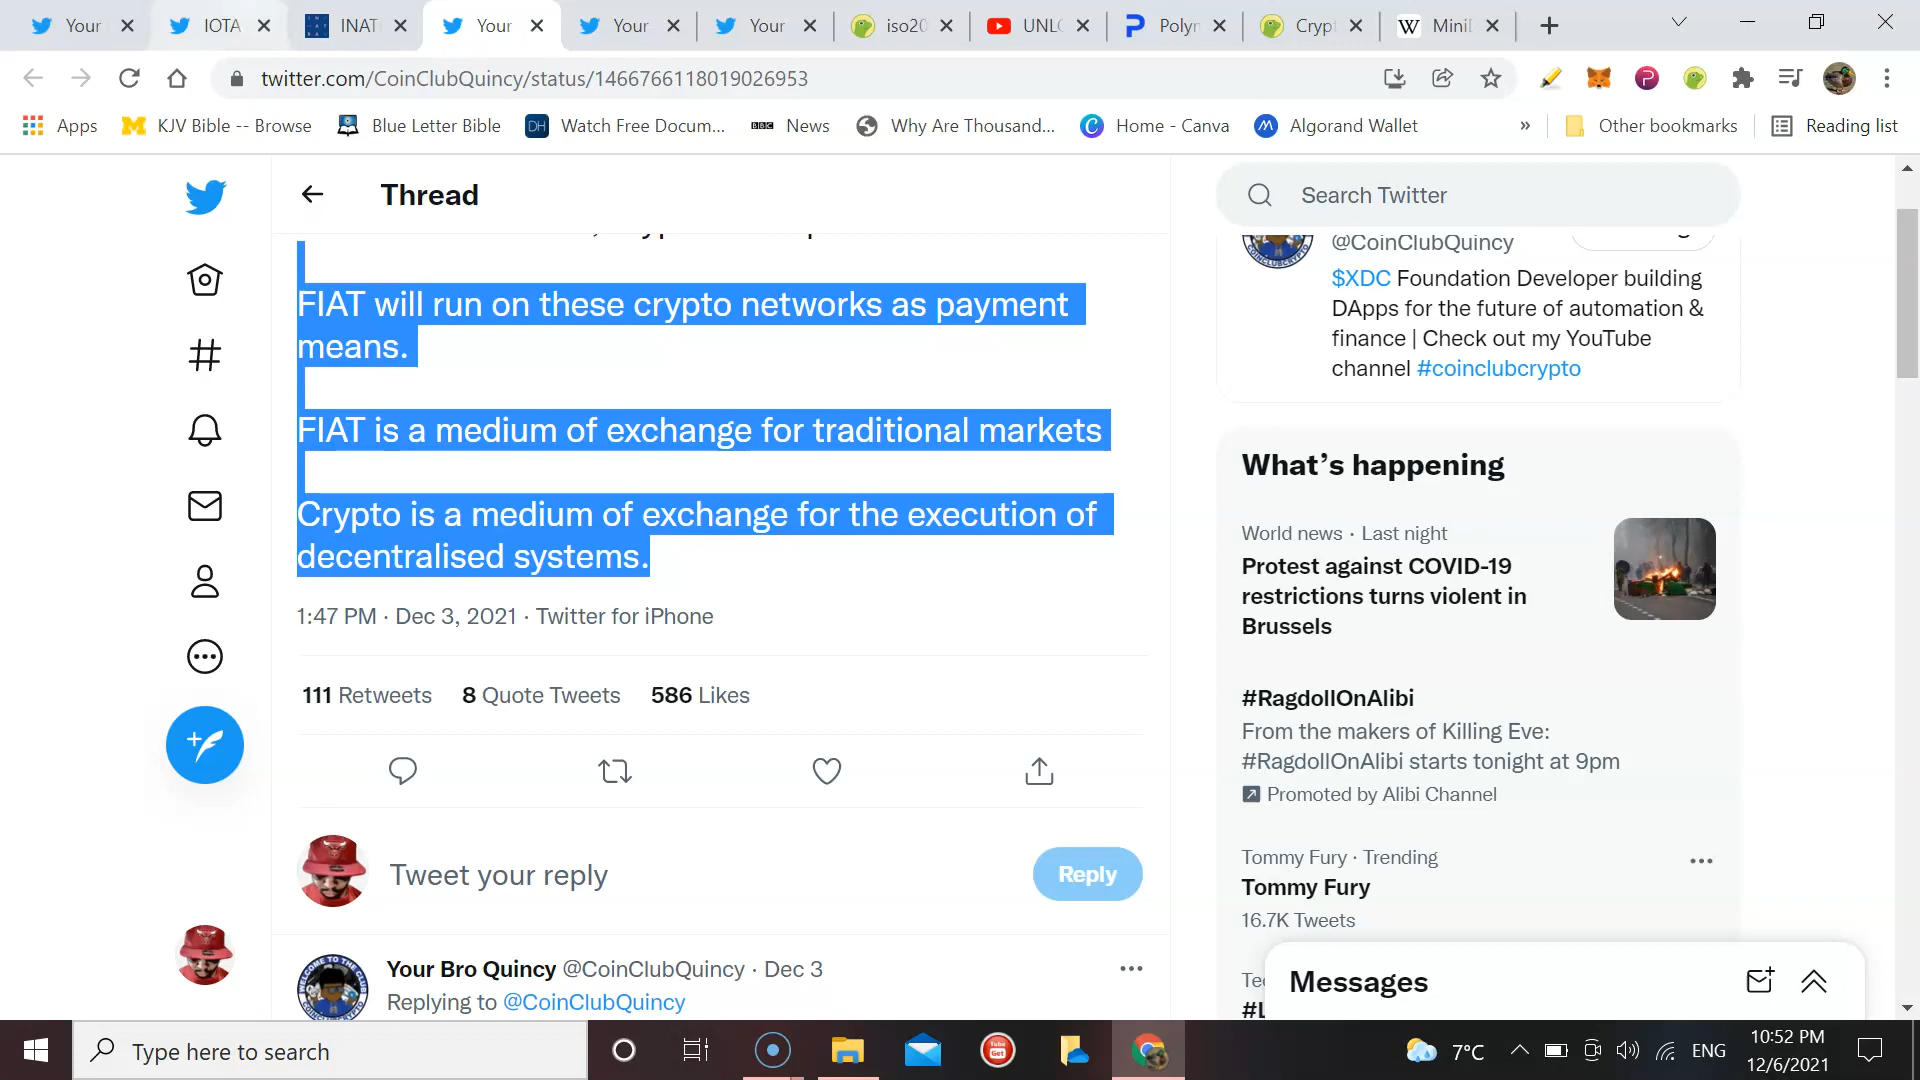 Your
IOTA
INAT
Your
Your
Your
iso20
UNLC
Polyn
Crypt
Mini
twitter.com/CoinClubQuincy/status/1466766118019026953
Apps
KJV Bible -- Browse
Blue Letter Bible
DH
Watch Free Docum...
BBC
News
Why Are Thousand...
Home - Canva
Algorand Wallet
»
Other bookmarks
Reading list
Thread
Search Twitter
FIAT will run on these crypto networks as payment
means.
FIAT is a medium of exchange for traditional markets
Crypto is a medium of exchange for the execution of
decentralised systems.
1:47 PM · Dec 3, 2021 · Twitter for iPhone
111 Retweets 8 Quote Tweets 586 Likes
Tweet your reply
Reply
Your Bro Quincy @CoinClubQuincy · Dec 3
Replying to @CoinClubQuincy
@CoinClubQuincy
$XDC Foundation Developer building
DApps for the future of automation &
finance | Check out my YouTube
channel #coinclubcrypto
What's happening
World news · Last night
Protest against COVID-19
restrictions turns violent in
Brussels
#RagdollOnAlibi
From the makers of Killing Eve:
#RagdollOnAlibi starts tonight at 9pm
Promoted by Alibi Channel
Tommy Fury · Trending
Tommy Fury
16.7K Tweets
Messages
Type here to search
7°C
ENG
10:52 PM
12/6/2021